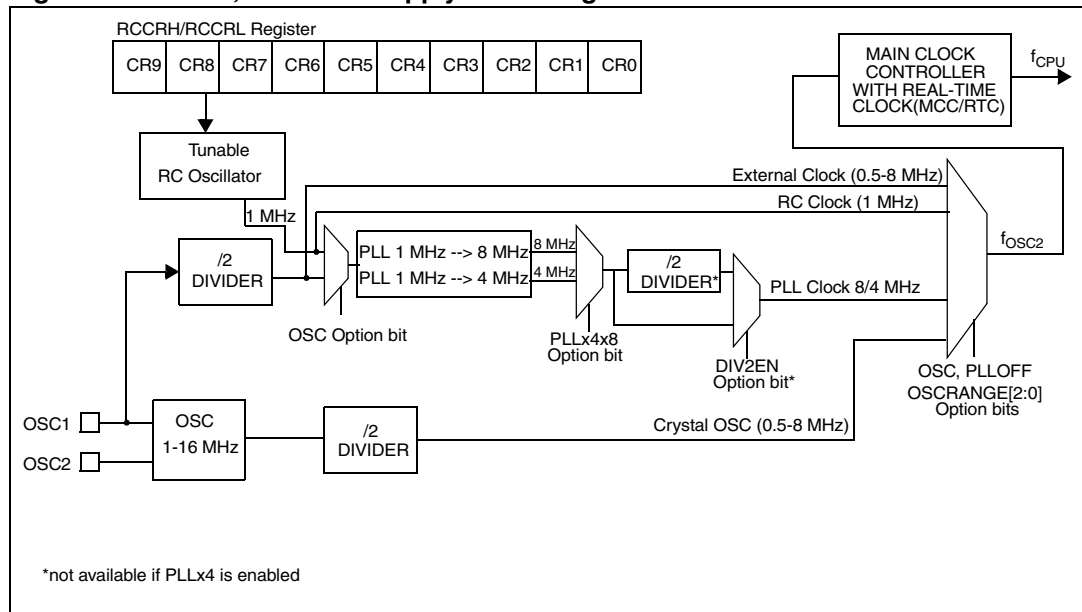 RCCRH/RCCRL Register
CR9 CR8 CR7 CR6 CR5 CR4 CR3 CR2 CR1 CR0
MAIN CLOCK
CONTROLLER
WITH REAL-TIME
CLOCK(MCC/RTC)
fCPU
Tunable
RC Oscillator
1 MHz
External Clock (0.5-8 MHz)
RC Clock (1 MHz)
/2
DIVIDER
PLL 1 MHz --> 8 MHz
PLL 1 MHz --> 4 MHz
8 MHz
4 MHz
/2
DIVIDER*
fOSC2
PLL Clock 8/4 MHz
OSC Option bit
PLLx4x8
Option bit
DIV2EN
Option bit*
OSC, PLLOFF
OSCRANGE[2:0]
Option bits
OSC1
OSC2
OSC
1-16 MHz
/2
DIVIDER
Crystal OSC (0.5-8 MHz)
*not available if PLLx4 is enabled